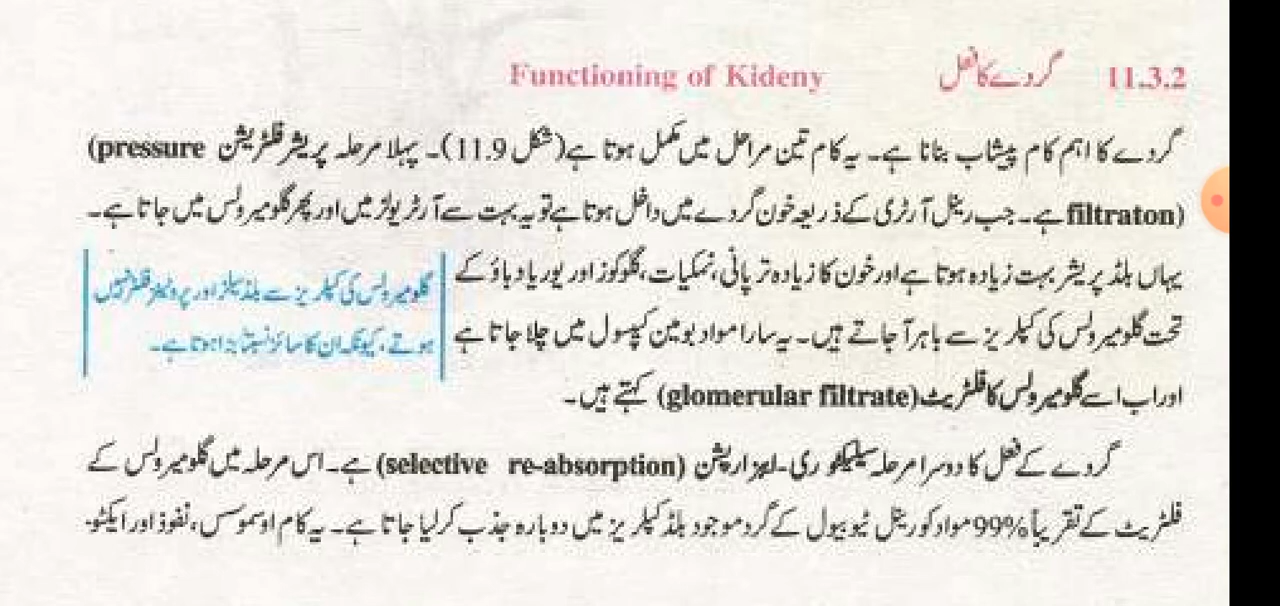 11.3.2 گردے کا فعل Functioning of Kideny
گردے کا اہم کام پیشاب بنانا ہے۔ یہ کام تین مراحل میں مکمل ہوتا ہے (شکل 11.9)۔ پہلا مرحلہ پریشر فلٹریشن (pressure
filtraton) ہے۔ جب رینل آرٹری کے ذریعہ خون گردے میں داخل ہوتا ہے تو یہ بہت سے آرٹریولز میں اور پھر گلومیرولس میں جاتا ہے۔
یہاں بلڈ پریشر بہت زیادہ ہوتا ہے اور خون کا زیادہ تر پانی، نمکیات، گلوکوز اور یوریا دباؤ کے
تحت گلومیرولس کی کیپلریز سے باہر آ جاتے ہیں۔ یہ سارا مواد بومین کیپسول میں چلا جاتا ہے
اور اب اسے گلومیرولس کا فلٹریٹ (glomerular filtrate) کہتے ہیں۔
گلومیرولس کی کیپلریز سے بلڈ سیلز اور پروٹینز فلٹر نہیں
ہوتے، کیونکہ ان کا سائز نسبتاً بڑا ہوتا ہے۔
گردے کے فعل کا دوسرا مرحلہ سیلیکٹو ری-ابزارپشن (selective re-absorption) ہے۔ اس مرحلہ میں گلومیرولس کے
فلٹریٹ کے تقریباً 99% مواد کو رینل ٹیوبیول کے گرد موجود بلڈ کیپلریز میں دوبارہ جذب کر لیا جاتا ہے۔ یہ کام اوسموسس، نفوذ اور ایکٹو